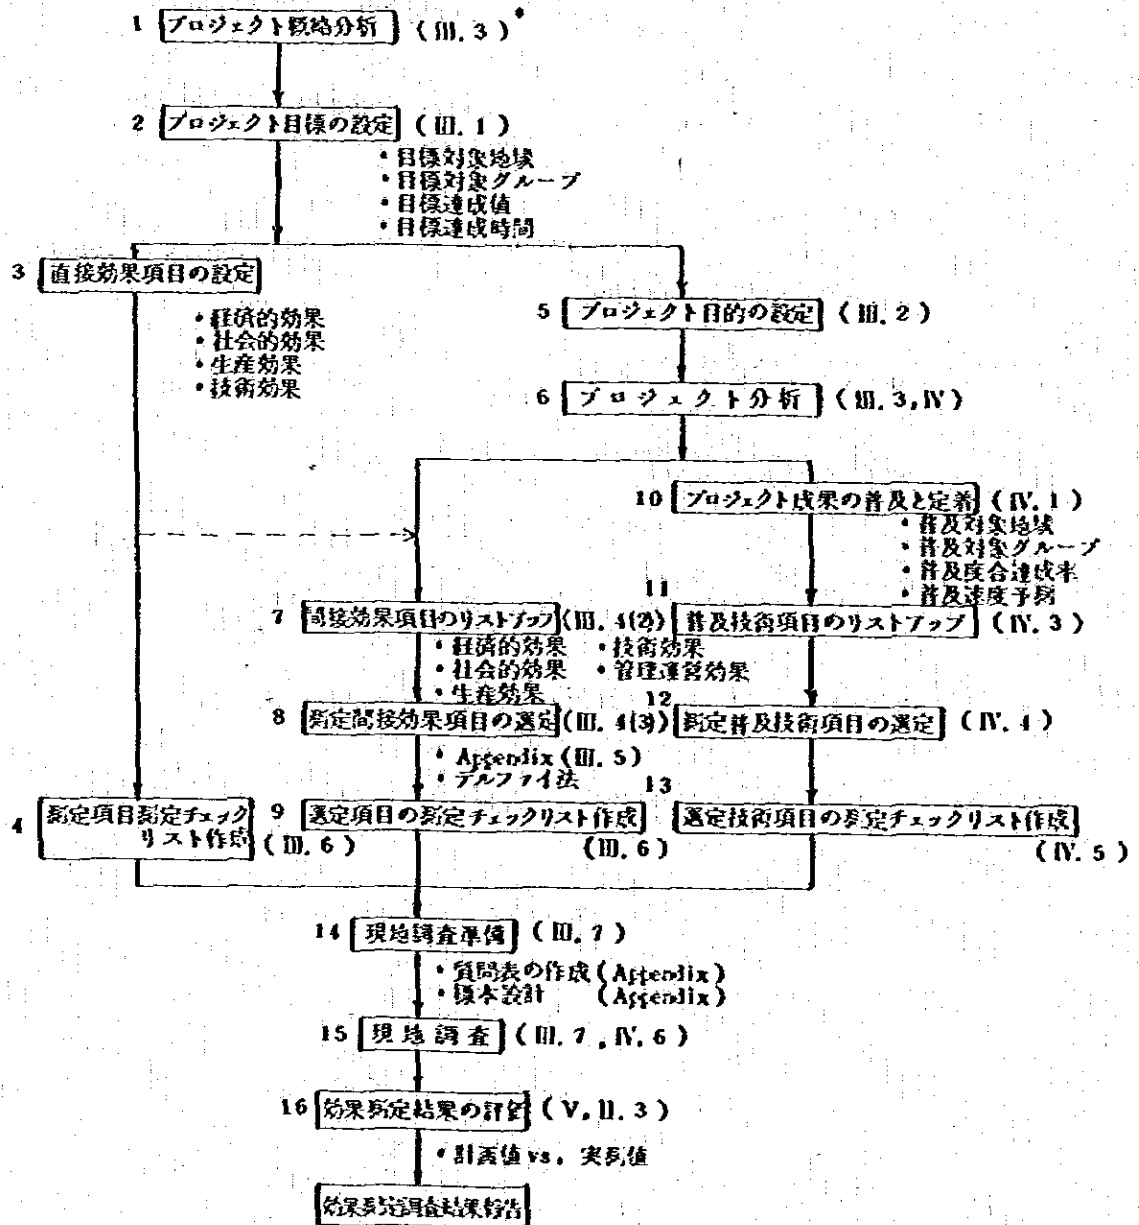 1 プロジェクト概略分析 (III. 3)*
2 プロジェクト目標の設定 (III. 1)
・目標対象地域
・目標対象グループ
・目標達成値
・目標達成時間
3 直接効果項目の設定
・経済的効果
・社会的効果
・生産効果
・技術効果
5 プロジェクト目的の設定 (III. 2)
6 プロジェクト分析 (III. 3, IV)
10 プロジェクト成果の普及と定着 (IV. 1)
・普及対象地域
・普及対象グループ
・普及度合達成率
・普及速度予測
7 間接効果項目のリストアップ (III. 4(2))
・経済的効果 ・技術効果
・社会的効果 ・管理運営効果
・生産効果
11 普及技術項目のリストアップ (IV. 3)
8 測定間接効果項目の選定 (III. 4(3))
・Appendix (III. 5)
・デルファイ法
12 測定普及技術項目の選定 (IV. 4)
4 測定項目測定チェック
リスト作成 (III. 6)
9 選定項目の測定チェックリスト作成
(III. 6)
13 選定技術項目の測定チェックリスト作成
(IV. 5)
14 現地調査準備 (III. 7)
・質問表の作成 (Appendix)
・標本設計 (Appendix)
15 現地調査 (III. 7, IV. 6)
16 効果測定結果の評価 (V, II. 3)
・計画値 vs. 実測値
効果測定調査結果報告